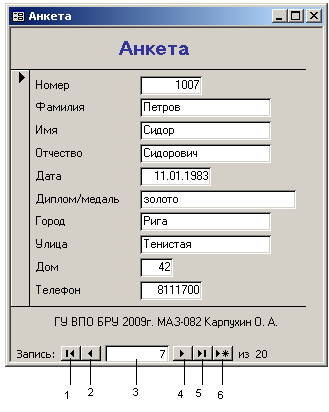 Анкета
Анкета
Номер 1007
Фамилия Петров
Имя Сидор
Отчество Сидорович
Дата 11.01.1983
Диплом/медаль золото
Город Рига
Улица Тенистая
Дом 42
Телефон 8111700
ГУ ВПО БРУ 2009г. МАЗ-082 Карпухин О. А.
Запись: 7 из 20
1 2 3 4 5 6